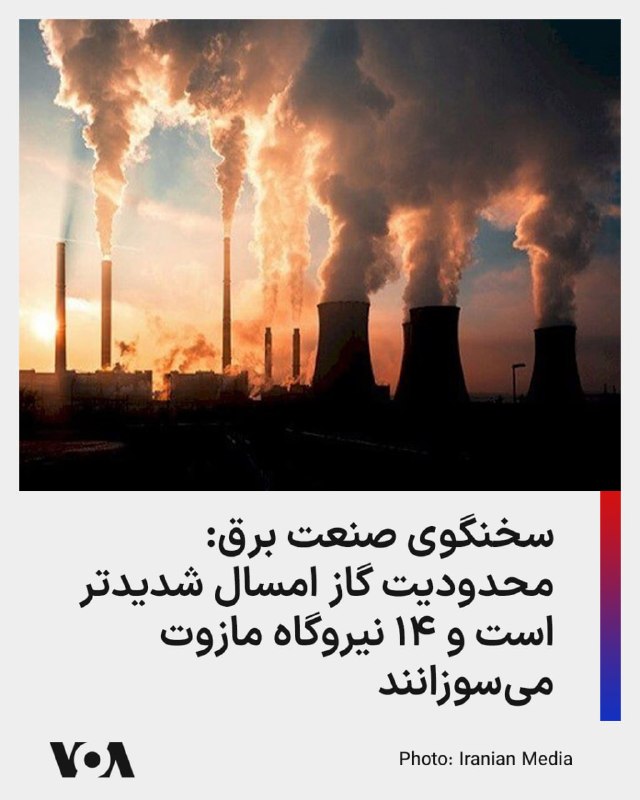 سخنگوی صنعت برق:
محدودیت گاز امسال شدیدتر
است و ۱۴ نیروگاه مازوت
می‌سوزانند
VOA
Photo: Iranian Media